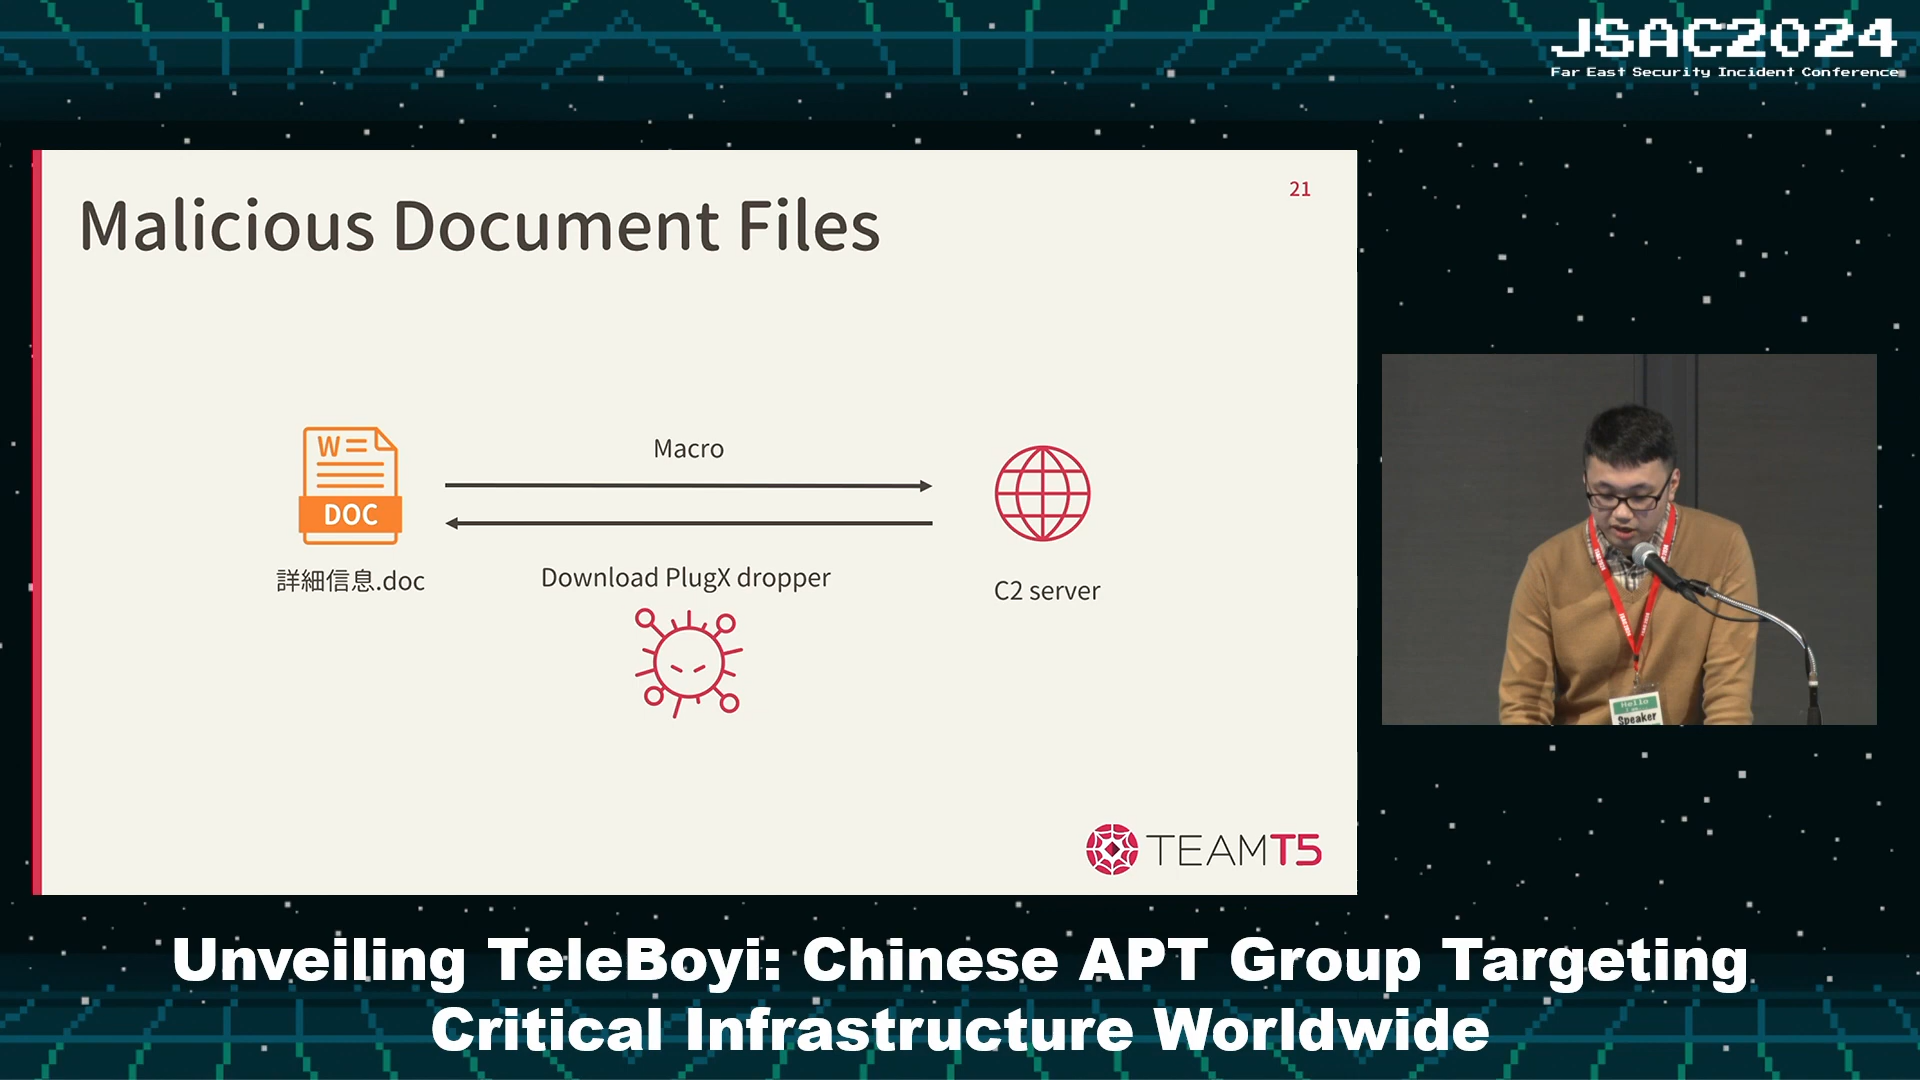 JSAC2024
Far East Security Incident Conference
21
Malicious Document Files
W
DOC
Macro
詳細信息.doc
Download PlugX dropper
C2 server
TEAMT5
Hello
Speaker
Unveiling TeleBoyi: Chinese APT Group Targeting
Critical Infrastructure Worldwide